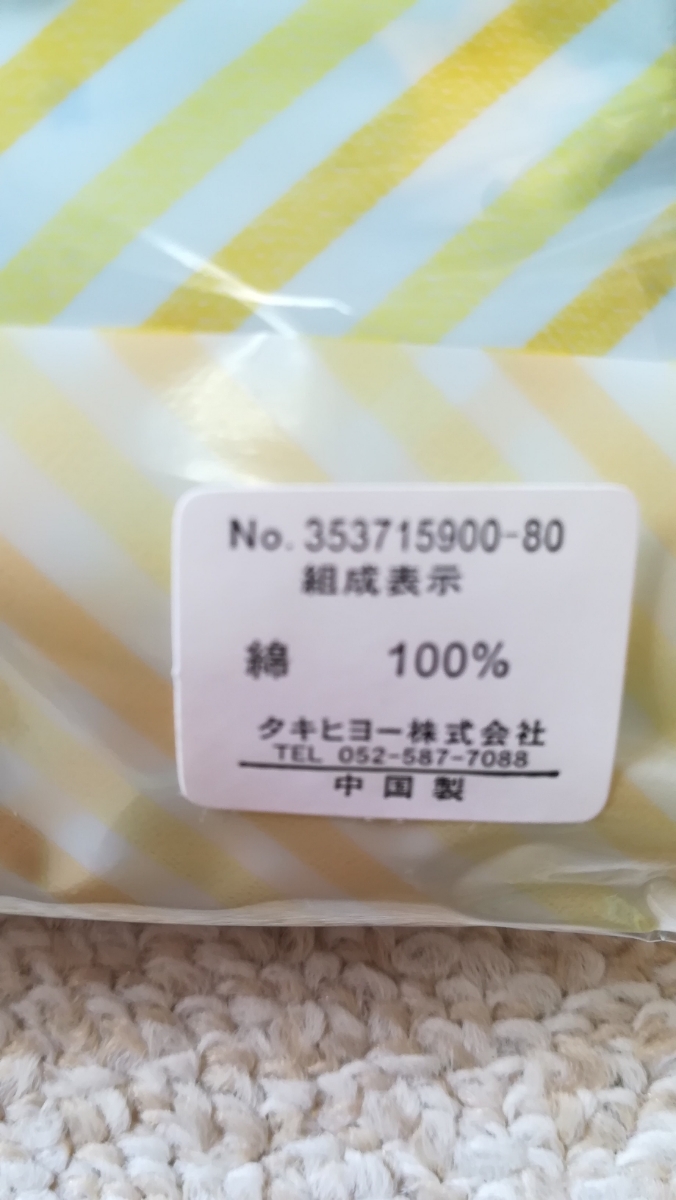 No. 353715900-80
組成表示
綿 100%
タキヒヨー株式会社
TEL 052-587-7088
中国製